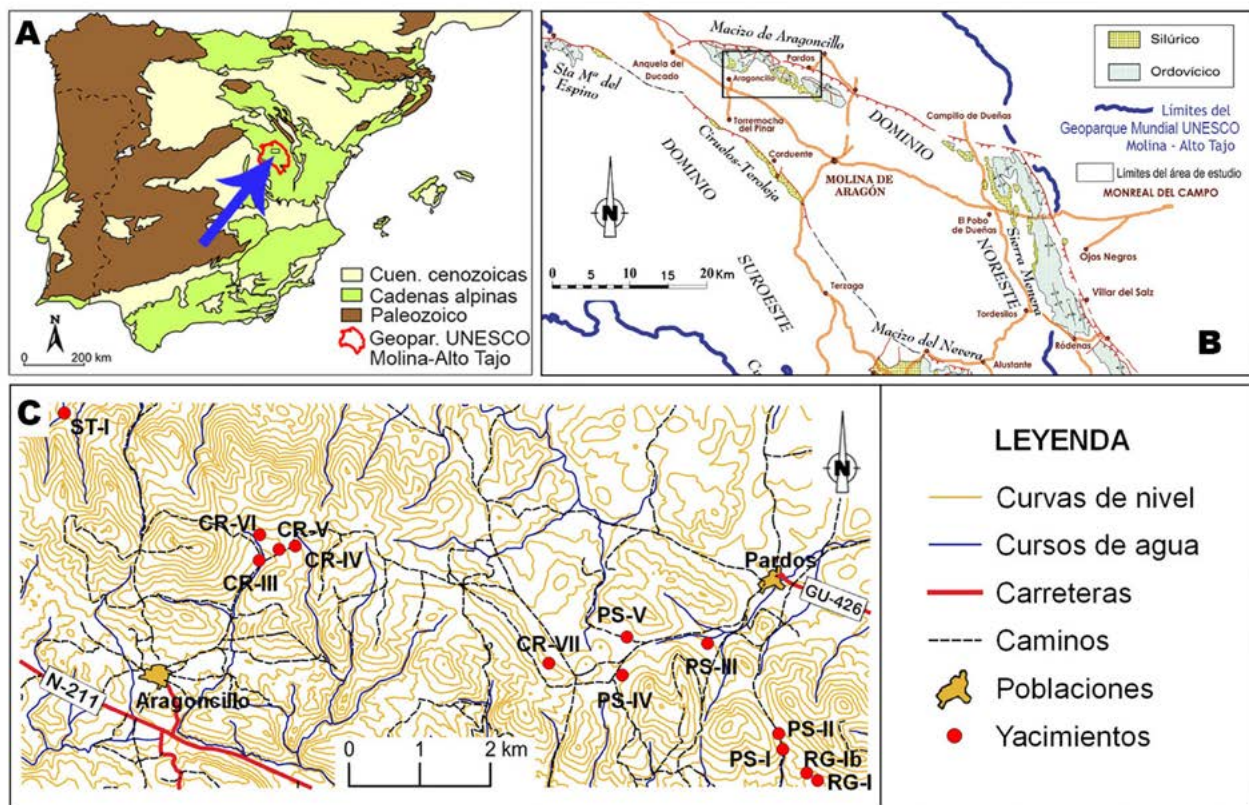 A
Cuen. cenozoicas
Cadenas alpinas
Paleozoico
Geopar. UNESCO
Molina-Alto Tajo
N
0 200 km
B
Macizo de Aragoncillo
Pardos
Anquela del
Ducado
Aragoncillo
Sta Mª del
Espino
Torremocha
del Pinar
DOMINIO
Campillo de Dueñas
Ciruelos-Teroleja
Corduente
DOMINIO
MOLINA DE
ARAGÓN
N
El Pobo
de Dueñas
Sierra Menera
NORESTE
Ojos Negros
0 5 10 15 20 Km
SUROESTE
Terzaga
Villar del Salz
Tordesilos
Macizo del Nevera
Ródenas
Alustante
Silúrico
Ordovícico
Límites del
Geoparque Mundial UNESCO
Molina - Alto Tajo
Límites del área de estudio
MONREAL DEL CAMPO
C
ST-I
N
CR-VI
CR-V
CR-IV
CR-III
Pardos
GU-426
PS-V
CR-VII
PS-III
PS-IV
N-211
Aragoncillo
PS-II
PS-I
RG-Ib
RG-I
0 1 2 km
LEYENDA
Curvas de nivel
Cursos de agua
Carreteras
Caminos
Poblaciones
Yacimientos